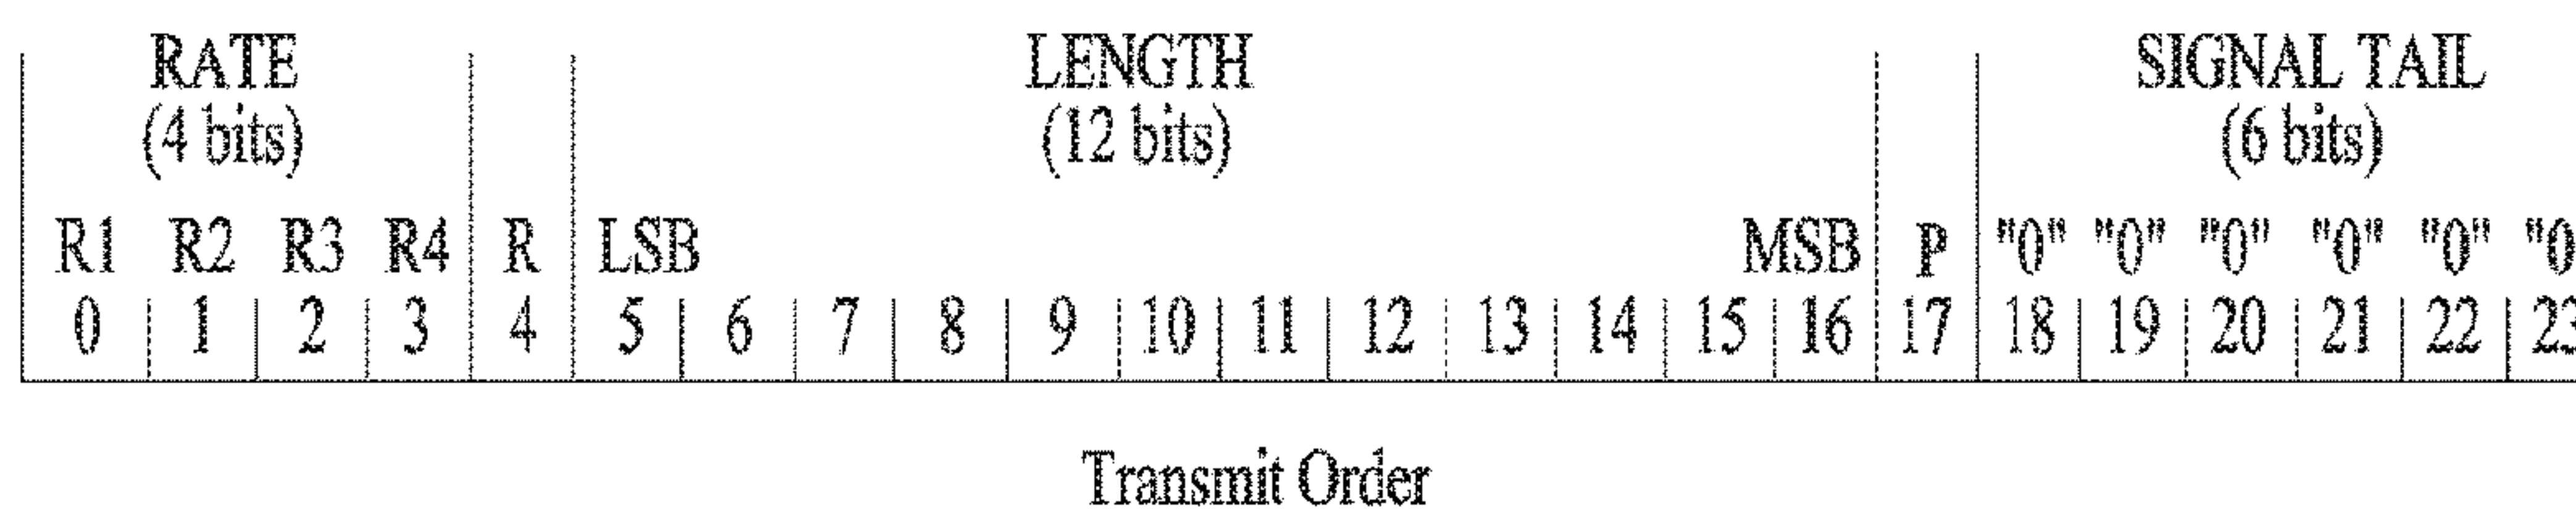 RATE LENGTH SIGNAL TAIL
(4 bits) (12 bits) (6 bits)
R1 R2 R3 R4 R LSB MSB P "0" "0" "0" "0" "0" "0
0 1 2 3 4 5 6 7 8 9 10 11 12 13 14 15 16 17 18 19 20 21 22 23
Transmit Order